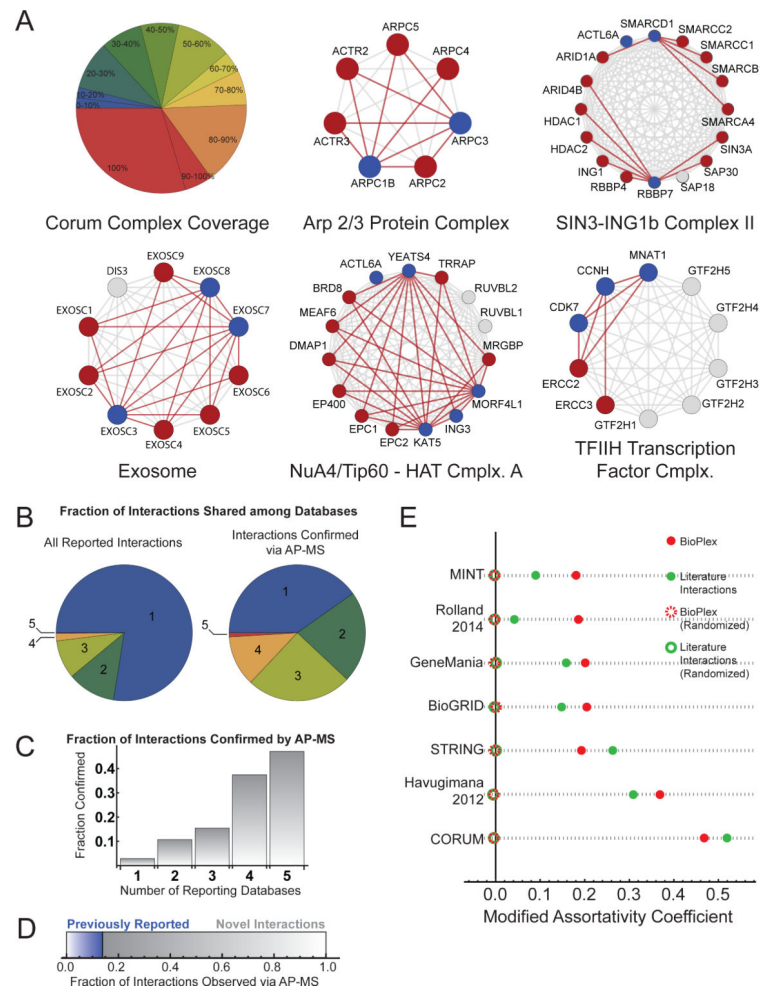 A
40-50%
30-40%
50-60%
20-30%
60-70%
70-80%
10-20%
0-10%
80-90%
100%
90-100%
Corum Complex Coverage
ARPC5
ACTR2
ARPC4
ACTR3
ARPC3
ARPC1B
ARPC2
Arp 2/3 Protein Complex
SMARCD1
ACTL6A
SMARCC2
SMARCC1
ARID1A
SMARCB
ARID4B
SMARCA4
HDAC1
HDAC2
SIN3A
ING1
SAP30
RBBP4
SAP18
RBBP7
SIN3-ING1b Complex II
EXOSC9
DIS3
EXOSC8
EXOSC1
EXOSC7
EXOSC2
EXOSC6
EXOSC3
EXOSC5
EXOSC4
Exosome
YEATS4
ACTL6A
TRRAP
BRD8
RUVBL2
MEAF6
RUVBL1
DMAP1
MRGBP
EP400
MORF4L1
EPC1
ING3
EPC2
KAT5
NuA4/Tip60 - HAT Cmplx. A
MNAT1
CCNH
GTF2H5
CDK7
GTF2H4
ERCC2
GTF2H3
ERCC3
GTF2H2
GTF2H1
TFIIH Transcription
Factor Cmplx.
B
Fraction of Interactions Shared among Databases
All Reported Interactions
Interactions Confirmed
via AP-MS
1
2
3
4
5
1
2
3
4
5
C
Fraction of Interactions Confirmed by AP-MS
Fraction Confirmed
0.4
0.3
0.2
0.1
1 2 3 4 5
Number of Reporting Databases
D
Previously Reported
Novel Interactions
0.0 0.2 0.4 0.6 0.8 1.0
Fraction of Interactions Observed via AP-MS
E
BioPlex
Literature
Interactions
BioPlex
(Randomized)
Literature
Interactions
(Randomized)
MINT
Rolland
2014
GeneMania
BioGRID
STRING
Havugimana
2012
CORUM
0.0 0.1 0.2 0.3 0.4 0.5
Modified Assortativity Coefficient